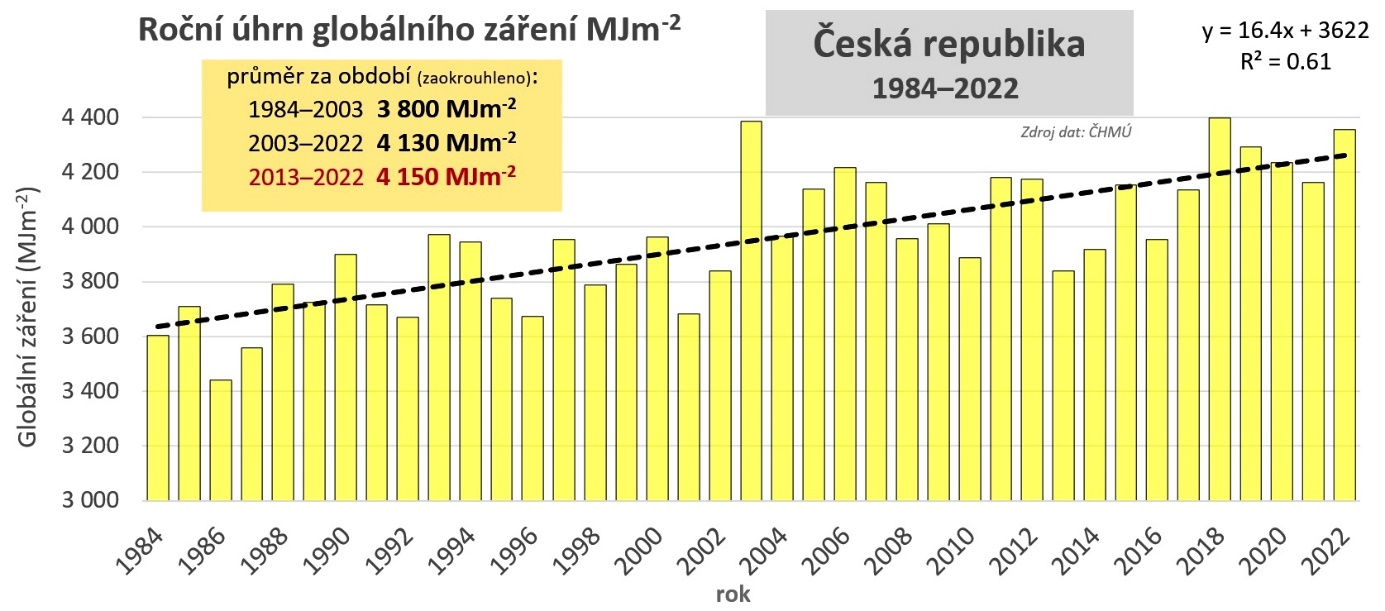 Roční úhrn globálního záření MJm-2
Česká republika
1984–2022
y = 16.4x + 3622
R² = 0.61
průměr za období (zaokrouhleno):
1984–2003 3 800 MJm-2
2003–2022 4 130 MJm-2
2013–2022 4 150 MJm-2
Zdroj dat: ČHMÚ
Globální záření (MJm-2)
4 400
4 200
4 000
3 800
3 600
3 400
3 200
3 000
1984 1986 1988 1990 1992 1994 1996 1998 2000 2002 2004 2006 2008 2010 2012 2014 2016 2018 2020 2022
rok